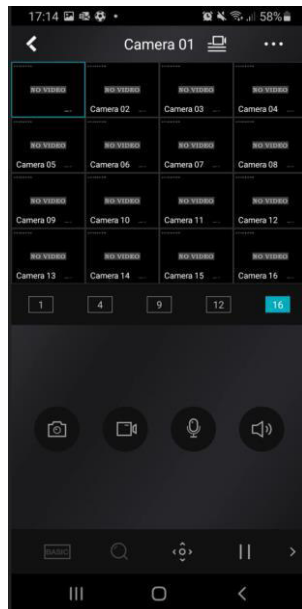 17:14 58%
Camera 01
NO VIDEO NO VIDEO NO VIDEO NO VIDEO
Camera 02 Camera 03 Camera 04
NO VIDEO NO VIDEO NO VIDEO NO VIDEO
Camera 05 Camera 06 Camera 07 Camera 08
NO VIDEO NO VIDEO NO VIDEO NO VIDEO
Camera 09 Camera 10 Camera 11 Camera 12
NO VIDEO NO VIDEO NO VIDEO NO VIDEO
Camera 13 Camera 14 Camera 15 Camera 16
1 4 9 12 16
BASIC